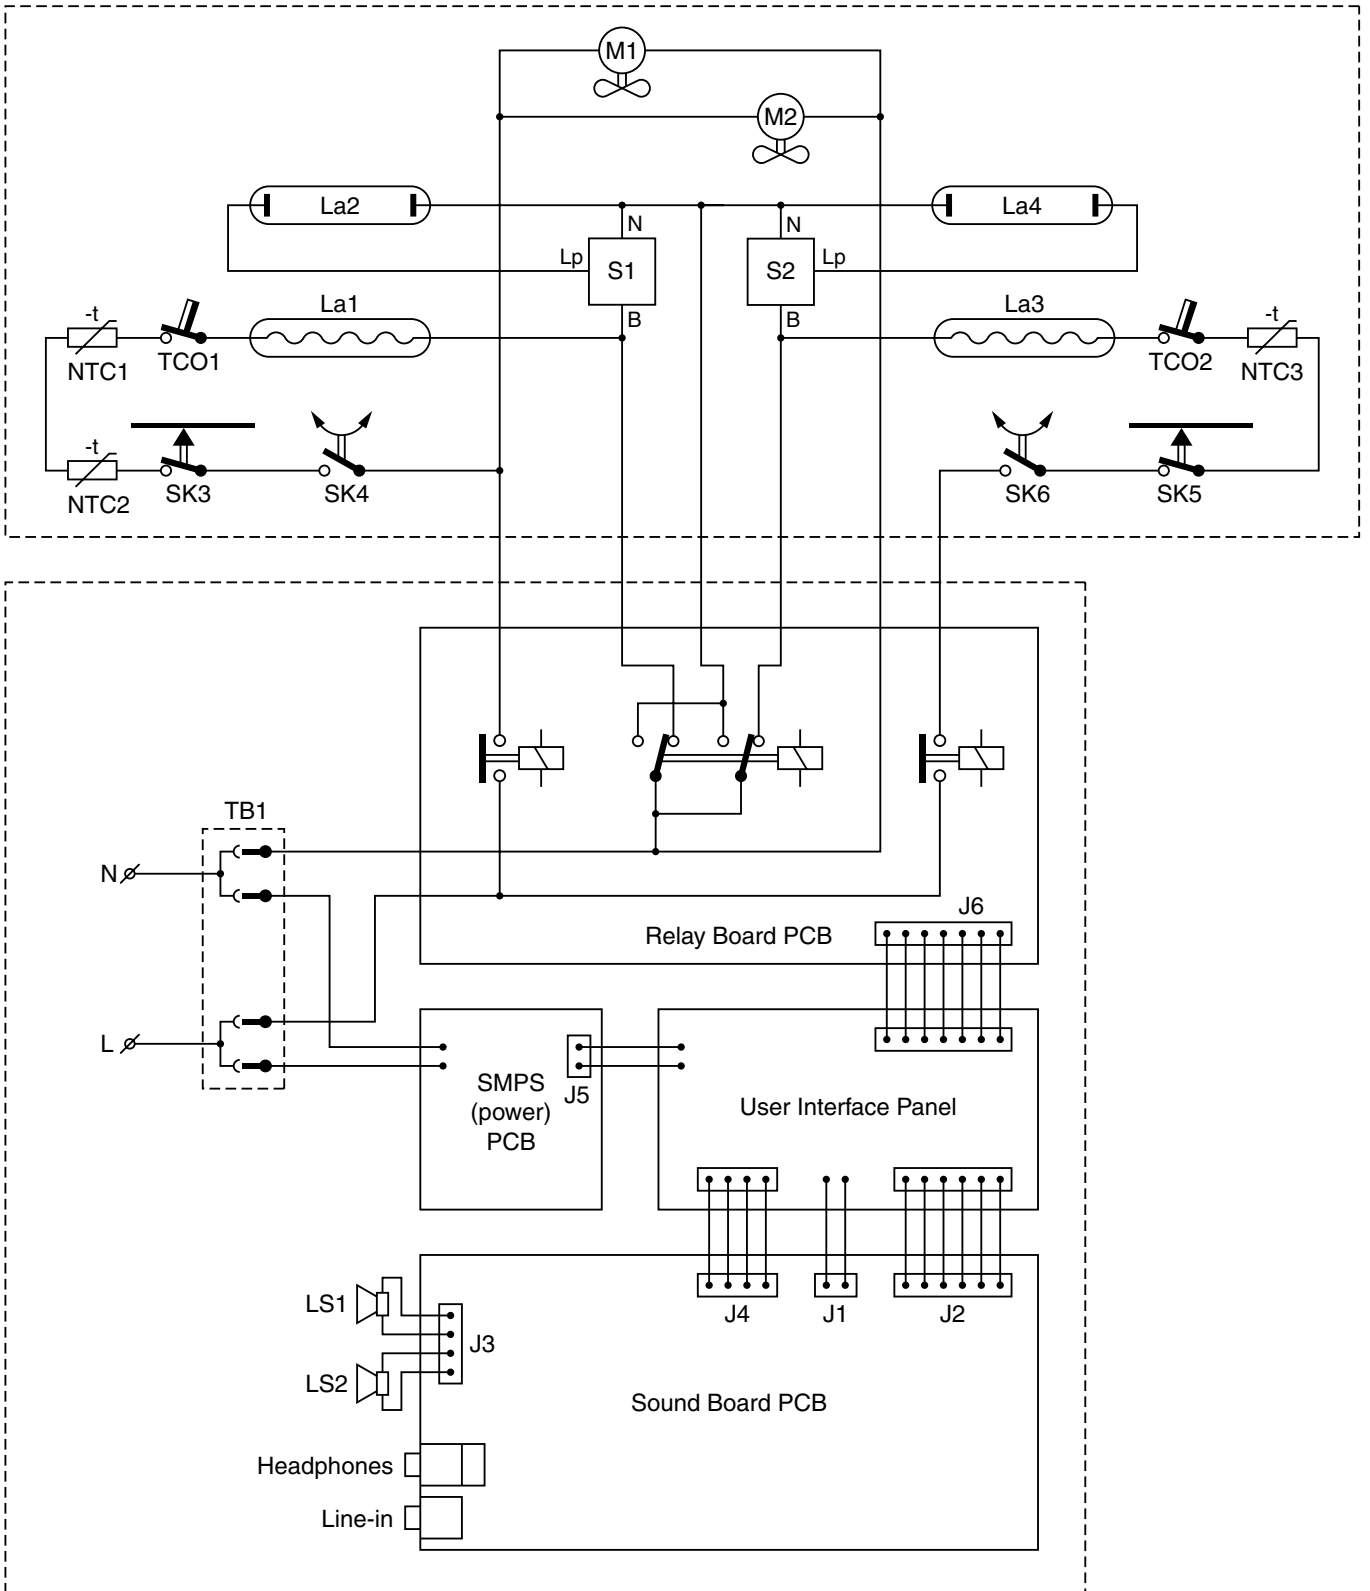 M1
M2
La2
La4
N
N
Lp
S1
S2
Lp
La1
La3
B
B
-t
-t
NTC1
TCO1
TCO2
NTC3
-t
NTC2
SK3
SK4
SK6
SK5
TB1
N
J6
Relay Board PCB
L
SMPS
(power)
PCB
J5
User Interface Panel
LS1
J4
J1
J2
J3
LS2
Sound Board PCB
Headphones
Line-in